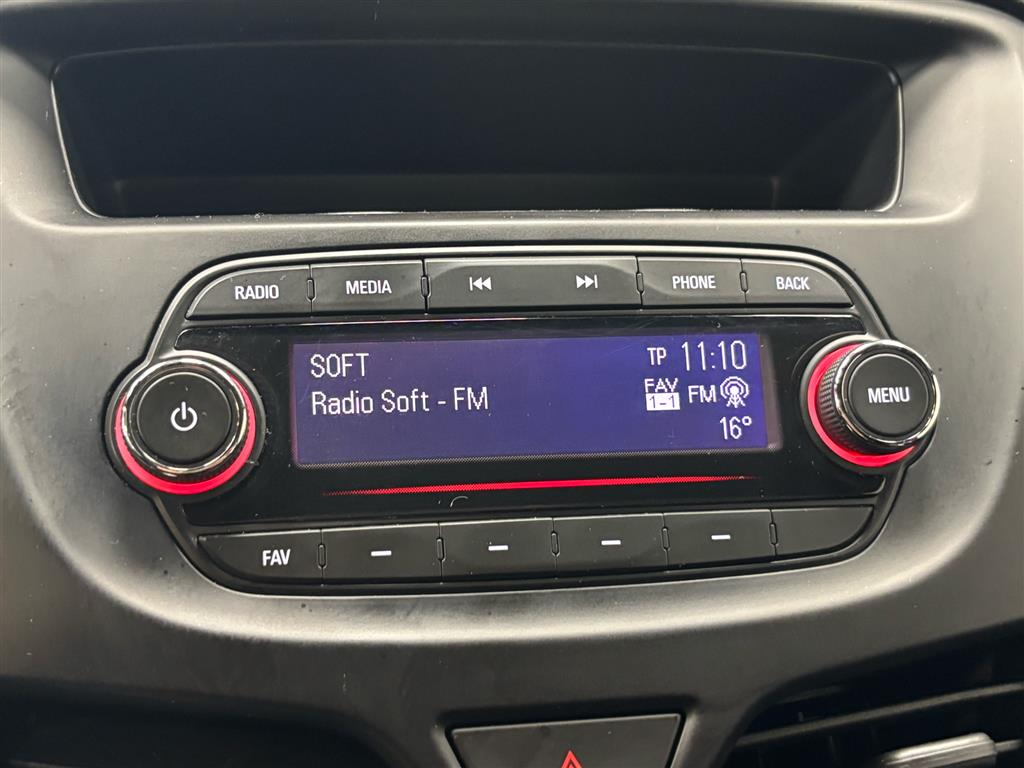 RADIO MEDIA PHONE BACK
SOFT TP 11:10
Radio Soft - FM FAV 1-1 FM
16°
MENU
FAV